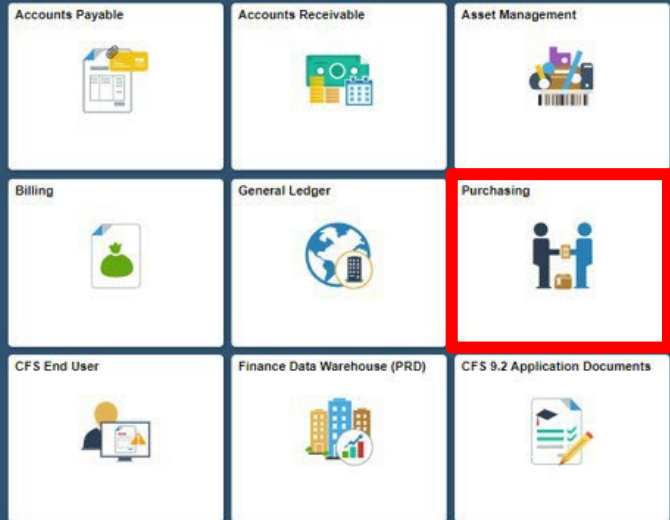 Accounts Payable
Accounts Receivable
Asset Management
Billing
General Ledger
Purchasing
CFS End User
Finance Data Warehouse (PRD)
CFS 9.2 Application Documents